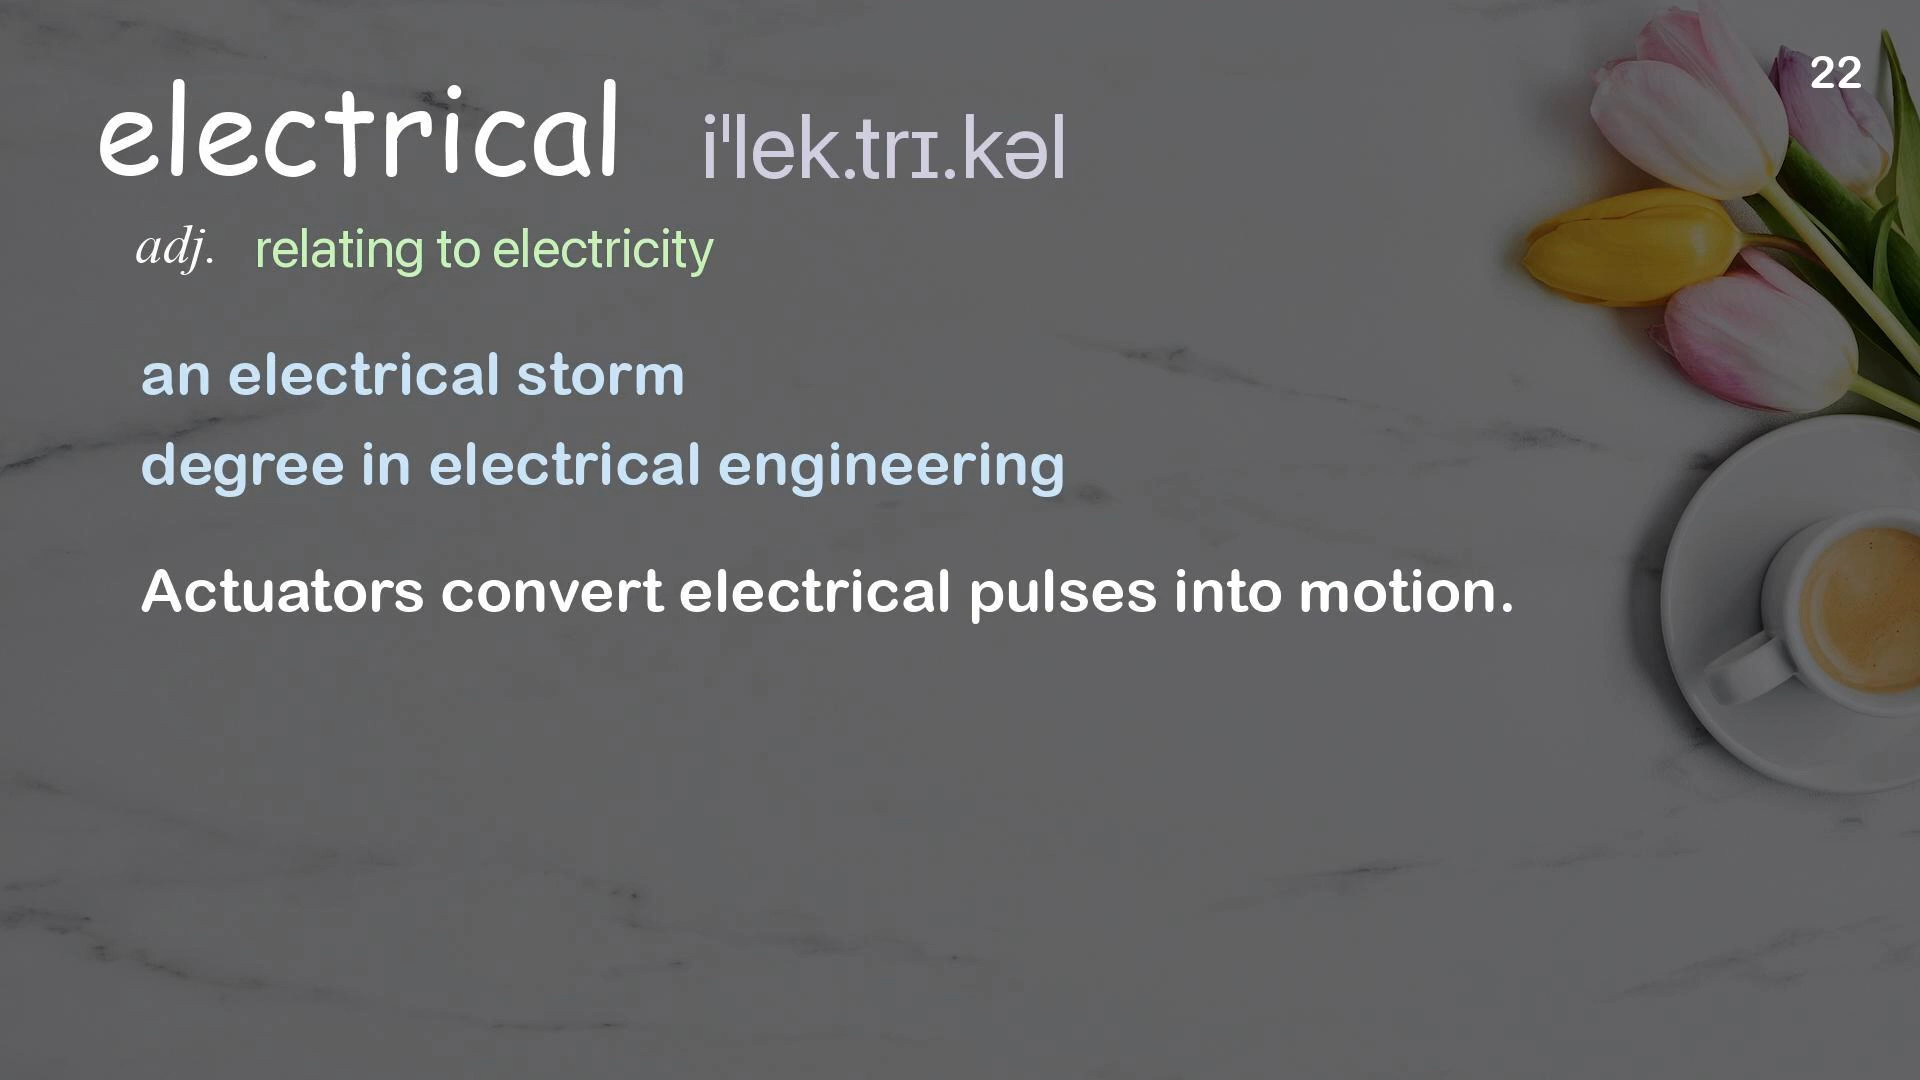 22
electrical iˈlek.trɪ.kəl
adj. relating to electricity
an electrical storm
degree in electrical engineering
Actuators convert electrical pulses into motion.